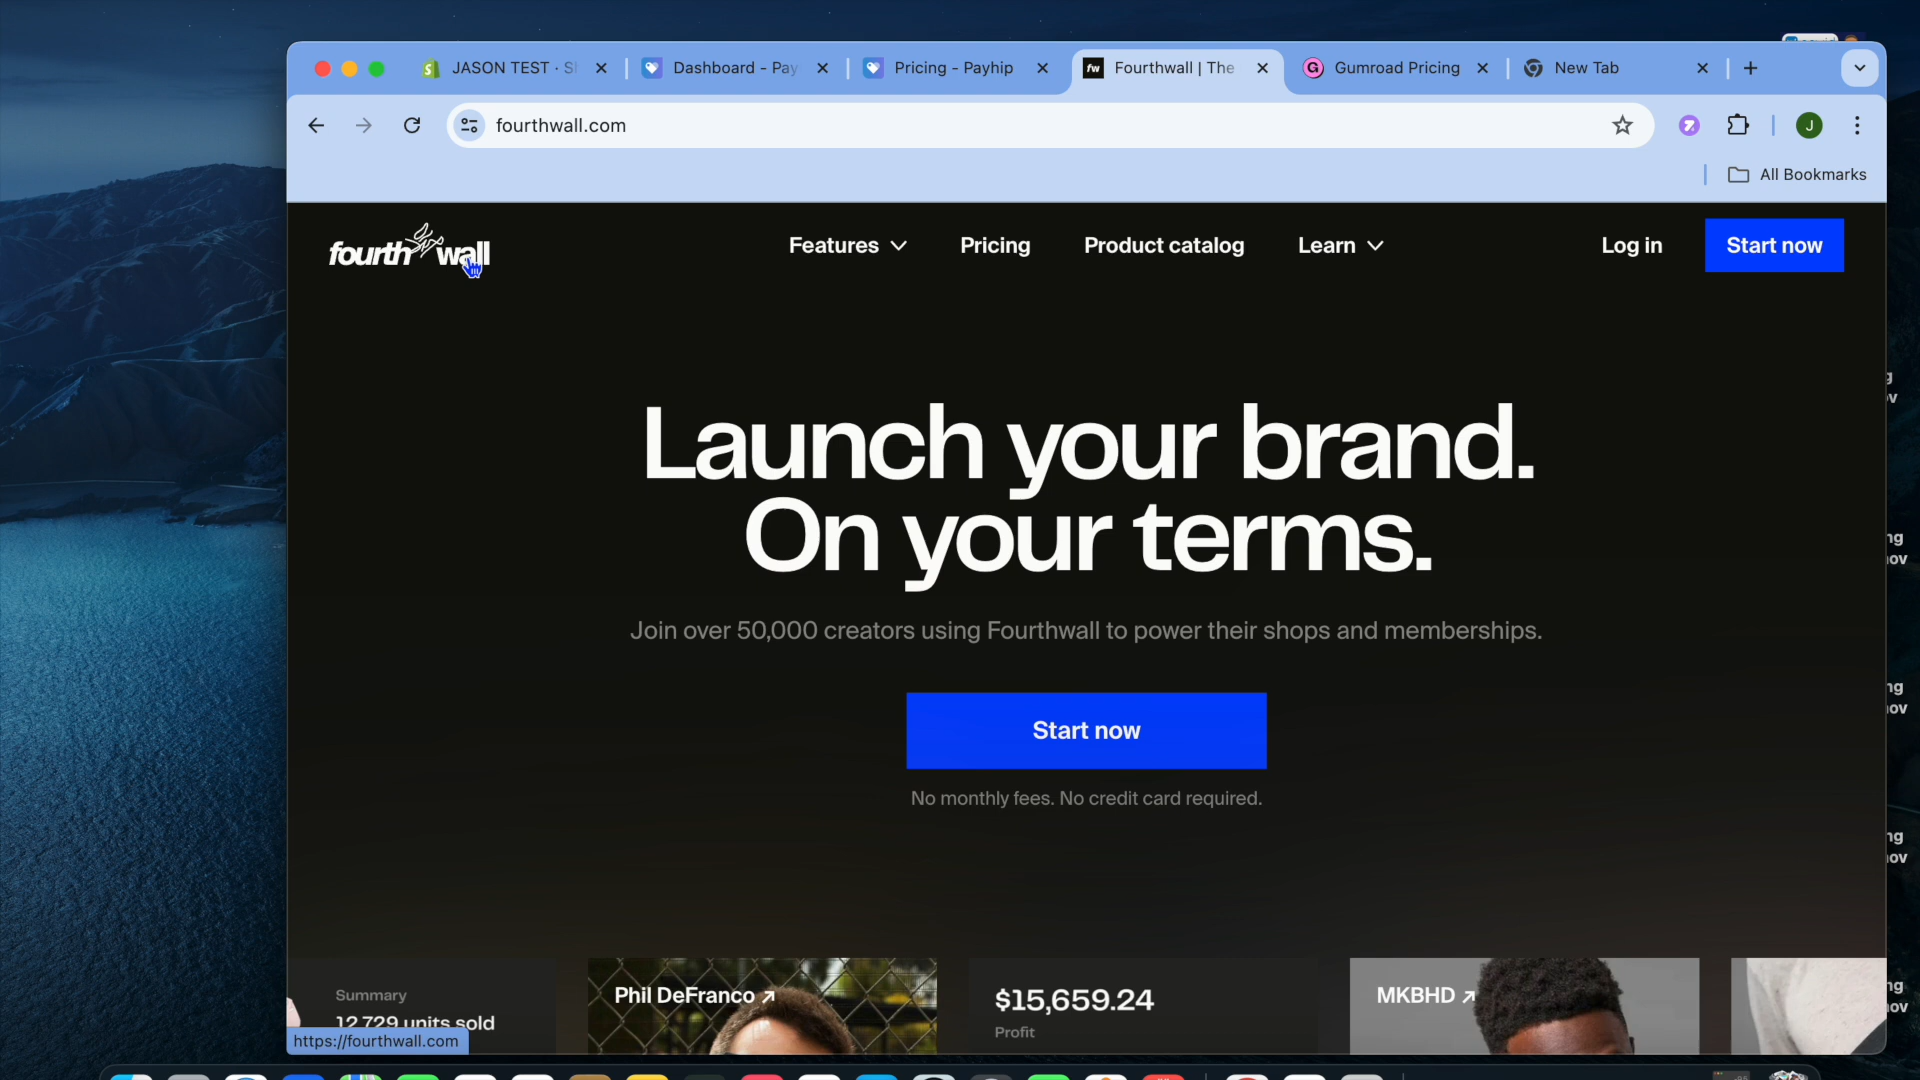 JASON TEST · S
Dashboard - Pay
Pricing - Payhip
fw
Fourthwall | The
G
Gumroad Pricing
New Tab
fourthwall.com
J
All Bookmarks
fourthwall
Features
Pricing
Product catalog
Learn
Log in
Start now
Launch your brand.
On your terms.
Join over 50,000 creators using Fourthwall to power their shops and memberships.
Start now
No monthly fees. No credit card required.
Summary
12,729 units sold
Phil DeFranco
$15,659.24
Profit
MKBHD
https://fourthwall.com